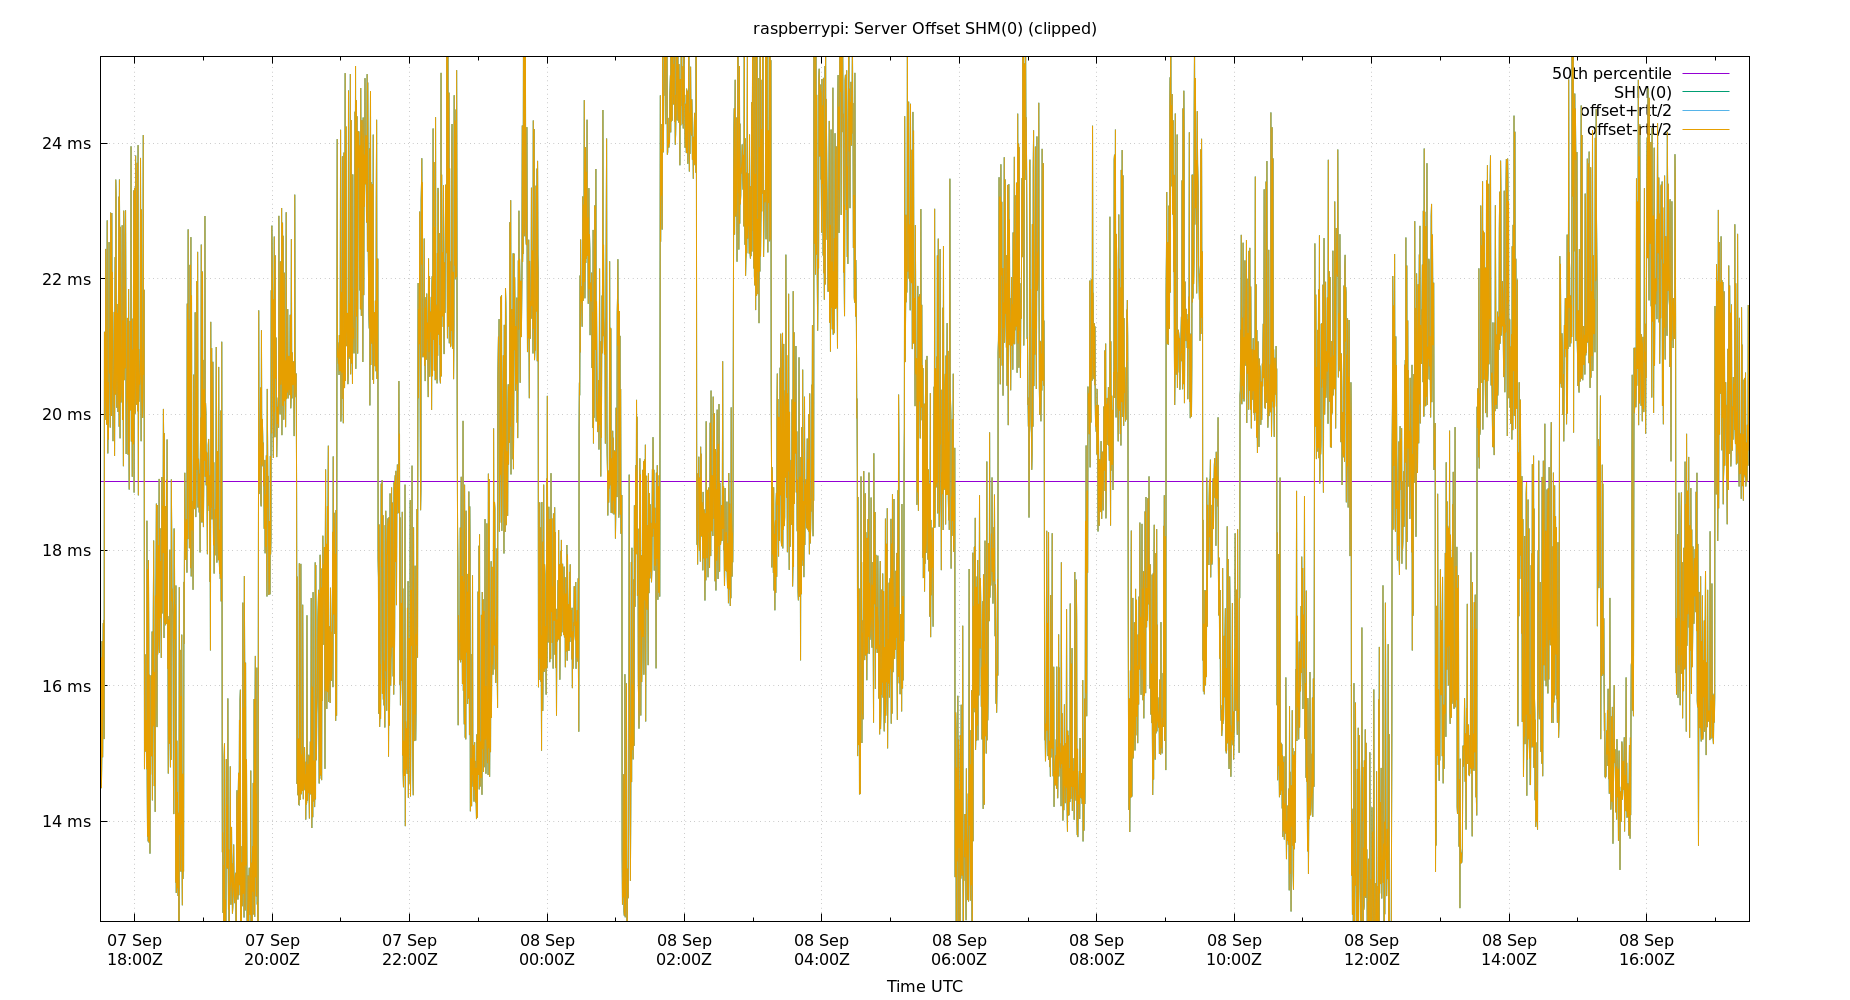 raspberrypi: Server Offset SHM(0) (clipped)
50th percentile
SHM(0)
offset+rtt/2
offset-rtt/2
24 ms
22 ms
20 ms
18 ms
16 ms
14 ms
07 Sep 07 Sep 07 Sep 08 Sep 08 Sep 08 Sep 08 Sep 08 Sep 08 Sep 08 Sep 08 Sep 08 Sep
18:00Z 20:00Z 22:00Z 00:00Z 02:00Z 04:00Z 06:00Z 08:00Z 10:00Z 12:00Z 14:00Z 16:00Z
Time UTC